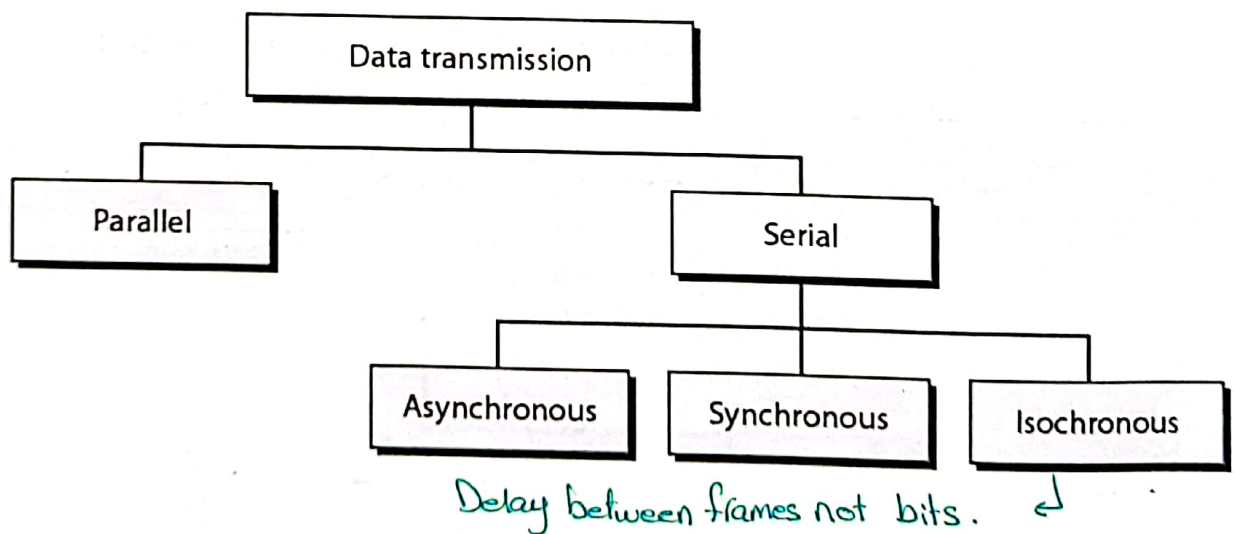 Data transmission
Parallel
Serial
Asynchronous
Synchronous
Isochronous
Delay between frames not bits.